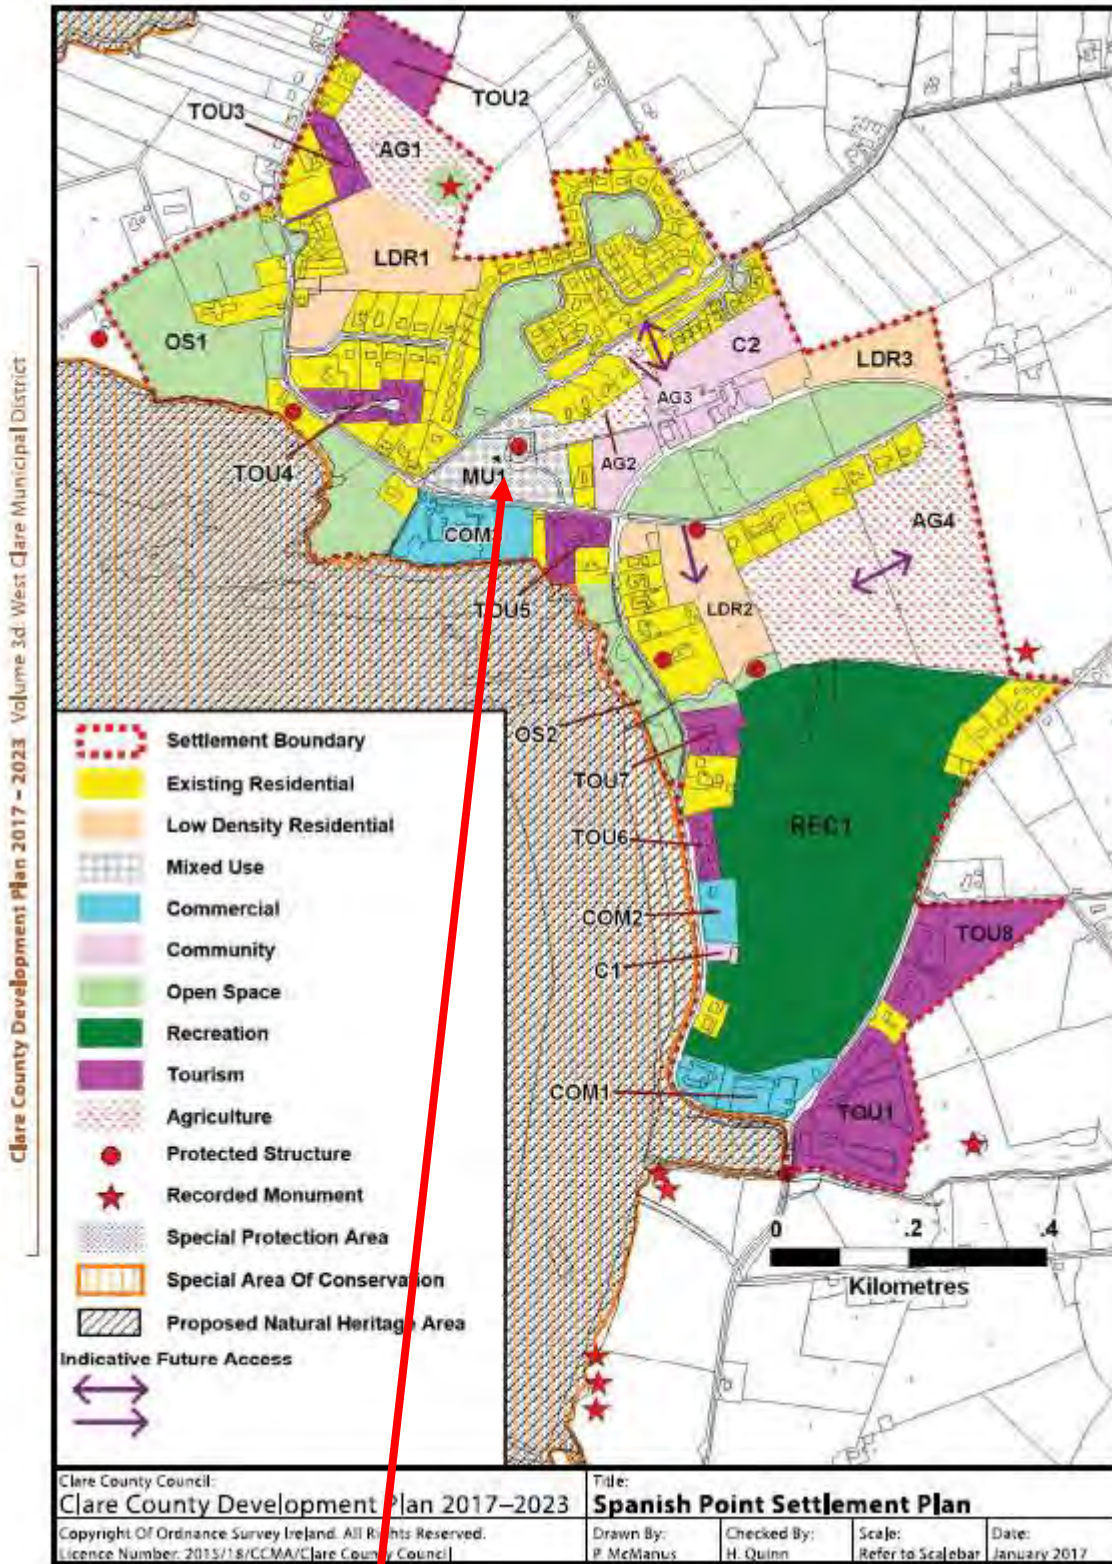 Clare County Development Plan 2017 - 2023 Volume 3d: West Clare Municipal District
TOU2
TOU3
AG1
LDR1
OS1
C2
LDR3
AG3
TOU4
AG2
MU1
AG4
COM
TOU5
LDR2
OS2
TOU7
REC1
TOU6
COM2
TOU8
C1
COM1
TOU1
Settlement Boundary
Existing Residential
Low Density Residential
Mixed Use
Commercial
Community
Open Space
Recreation
Tourism
Agriculture
Protected Structure
Recorded Monument
Special Protection Area
Special Area Of Conservation
Proposed Natural Heritage Area
Indicative Future Access
0 .2 .4
Kilometres
Clare County Council:
Clare County Development Plan 2017–2023
Copyright Of Ordnance Survey Ireland. All Rights Reserved.
Licence Number: 2015/18/CCMA/Clare County Council
Title:
Spanish Point Settlement Plan
Drawn By: Checked By: Scale: Date:
P. McManus H. Quinn Refer to Scalebar January 2017